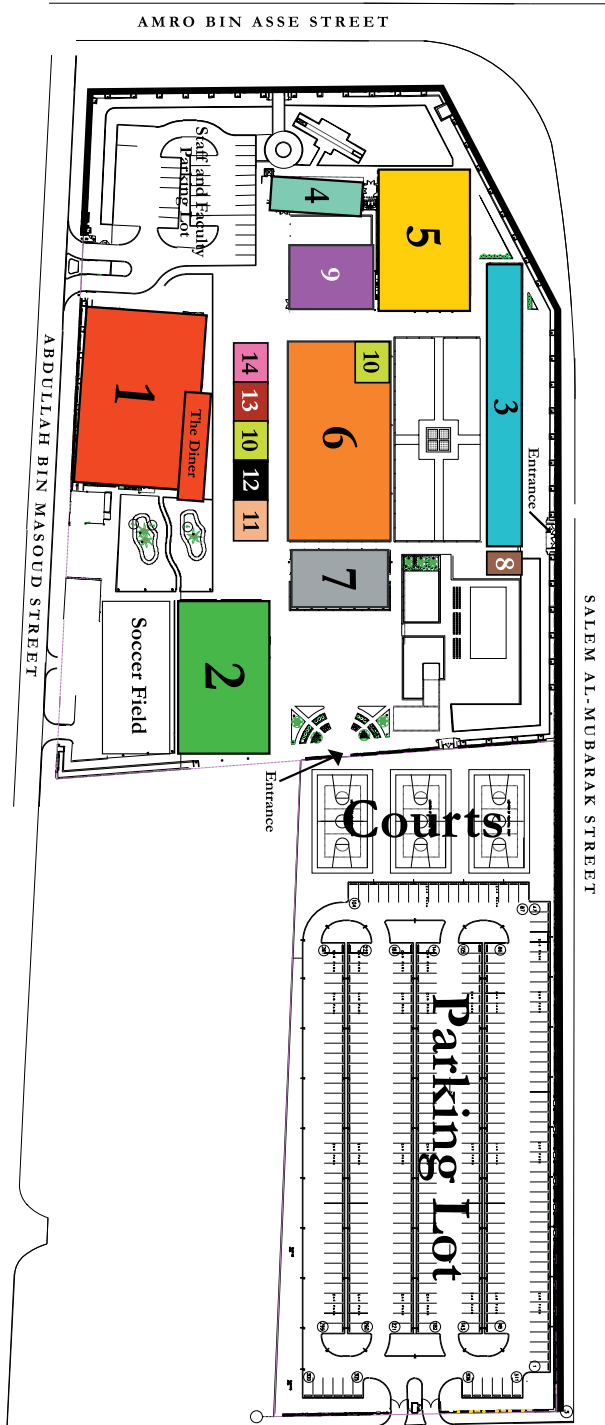 AMRO BIN ASSE STREET
Staff and Faculty
Parking Lot
4
5
9
3
ABDULLAH BIN MASOUD STREET
1
The Diner
14
13
10
12
11
10
6
Entrance
8
7
SALEM AL-MUBARAK STREET
Soccer Field
2
Entrance
Courts
Parking Lot